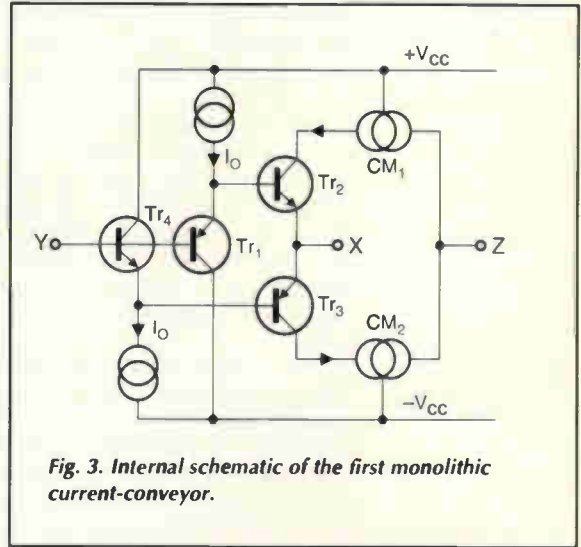 +VCC
IO
Tr4
Tr2
CM1
Y
Tr1
X
Z
IO
Tr3
CM2
−VCC
Fig. 3. Internal schematic of the first monolithic
current-conveyor.